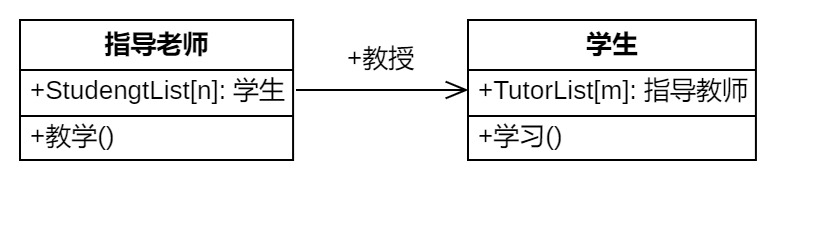 指导老师
+StudengtList[n]: 学生
+教学()
+教授
学生
+TutorList[m]: 指导教师
+学习()